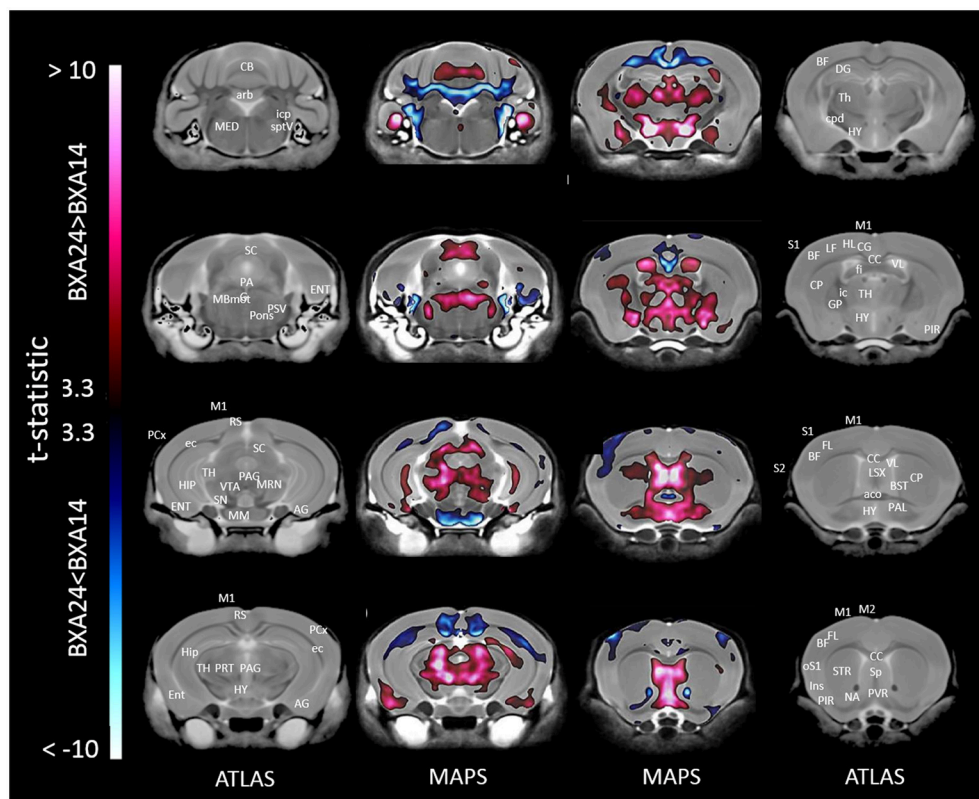 > 10
BXA24>BXA14
3.3
t-statistic
3.3
BXA24<BXA14
< -10
CB
arb
icp
MED
sptV
BF
DG
Th
cpd
HY
SC
PA
G
MBmot
ENT
PSV
Pons
M1
S1
LF
HL
CG
BF
CC
VL
fi
CP
ic
TH
GP
HY
PIR
M1
RS
PCx
ec
SC
TH
PAG
HIP
VTA
MRN
SN
ENT
MM
AG
M1
S1
FL
BF
CC
VL
S2
LSX
CP
BST
aco
HY
PAL
M1
RS
PCx
Hip
ec
TH PRT PAG
HY
Ent
AG
M1 M2
FL
BF
CC
oS1
STR
Sp
Ins
NA
PVR
PIR
ATLAS
MAPS
MAPS
ATLAS